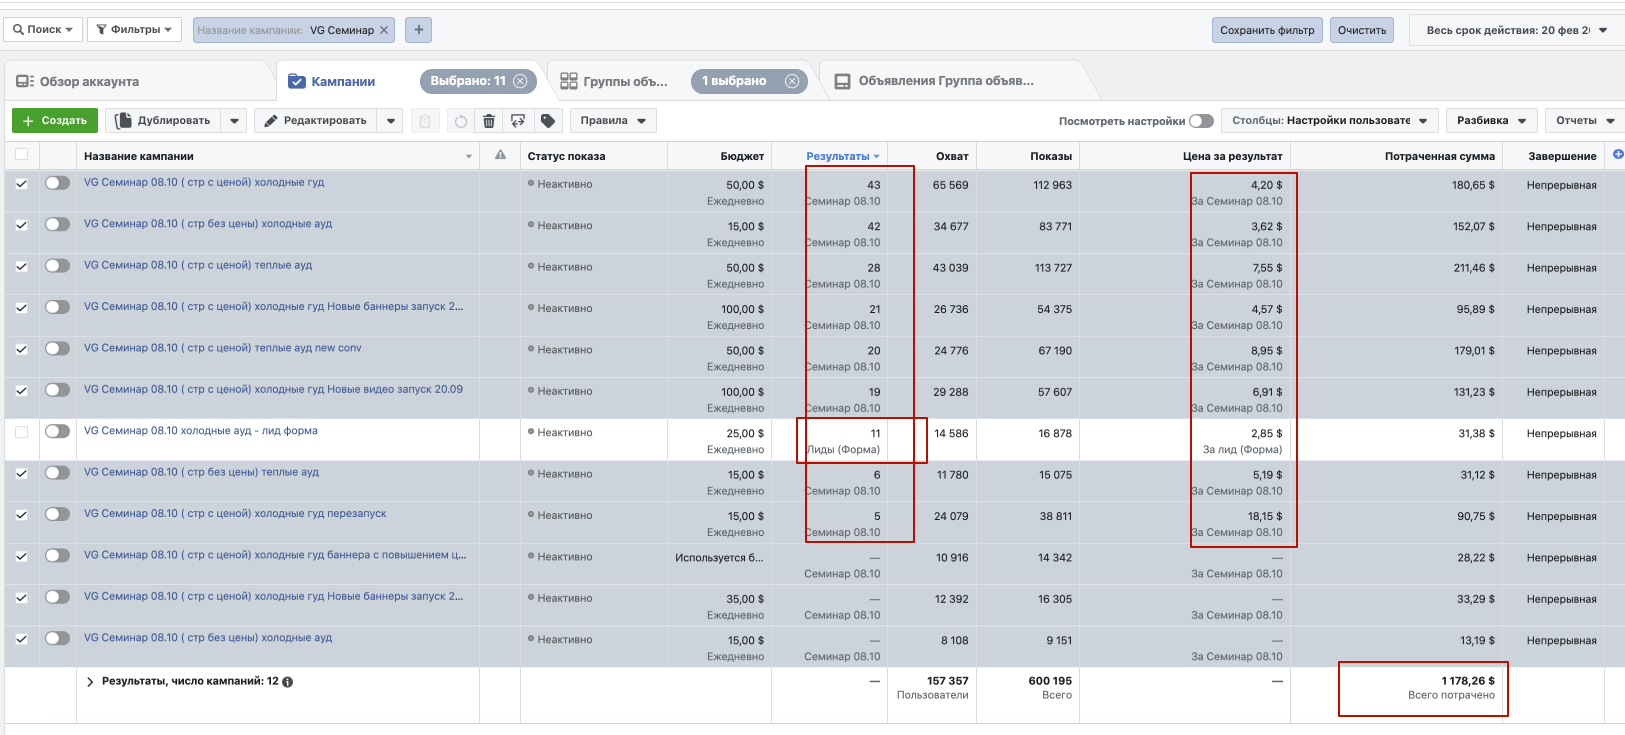 Поиск Фильтры Название кампании: VG Семинар Сохранить фильтр Очистить Весь срок действия: 20 фев 2
Обзор аккаунта Кампании Выбрано: 11 Группы объ... 1 выбрано Объявления Группа объяв...
+ Создать Дублировать Редактировать Правила Посмотреть настройки Столбцы: Настройки пользовате Разбивка Отчеты
Название кампании Статус показа Бюджет Результаты Охват Показы Цена за результат Потраченная сумма Завершение
VG Семинар 08.10 ( стр с ценой) холодные гуд Неактивно 50,00 $ 43 65 569 112 963 4,20 $ 180,65 $ Непрерывная
Ежедневно Семинар 08.10 За Семинар 08.10
VG Семинар 08.10 ( стр без цены) холодные ауд Неактивно 15,00 $ 42 34 677 83 771 3,62 $ 152,07 $ Непрерывная
Ежедневно Семинар 08.10 За Семинар 08.10
VG Семинар 08.10 ( стр с ценой) теплые ауд Неактивно 50,00 $ 28 43 039 113 727 7,55 $ 211,46 $ Непрерывная
Ежедневно Семинар 08.10 За Семинар 08.10
VG Семинар 08.10 ( стр с ценой) холодные гуд Новые баннеры запуск 2... Неактивно 100,00 $ 21 26 736 54 375 4,57 $ 95,89 $ Непрерывная
Ежедневно Семинар 08.10 За Семинар 08.10
VG Семинар 08.10 ( стр с ценой) теплые ауд new conv Неактивно 50,00 $ 20 24 776 67 190 8,95 $ 179,01 $ Непрерывная
Ежедневно Семинар 08.10 За Семинар 08.10
VG Семинар 08.10 ( стр с ценой) холодные гуд Новые видео запуск 20.09 Неактивно 100,00 $ 19 29 288 57 607 6,91 $ 131,23 $ Непрерывная
Ежедневно Семинар 08.10 За Семинар 08.10
VG Семинар 08.10 холодные ауд - лид форма Неактивно 25,00 $ 11 14 586 16 878 2,85 $ 31,38 $ Непрерывная
Ежедневно Лиды (Форма) За лид (Форма)
VG Семинар 08.10 ( стр без цены) теплые ауд Неактивно 15,00 $ 6 11 780 15 075 5,19 $ 31,12 $ Непрерывная
Ежедневно Семинар 08.10 За Семинар 08.10
VG Семинар 08.10 ( стр с ценой) холодные гуд перезапуск Неактивно 15,00 $ 5 24 079 38 811 18,15 $ 90,75 $ Непрерывная
Ежедневно Семинар 08.10 За Семинар 08.10
VG Семинар 08.10 ( стр с ценой) холодные гуд баннера с повышением ц... Неактивно Используется б... — 10 916 14 342 — 28,22 $ Непрерывная
Семинар 08.10 За Семинар 08.10
VG Семинар 08.10 ( стр с ценой) холодные гуд Новые баннеры запуск 2... Неактивно 35,00 $ — 12 392 16 305 — 33,29 $ Непрерывная
Ежедневно Семинар 08.10 За Семинар 08.10
VG Семинар 08.10 ( стр без цены) холодные ауд Неактивно 15,00 $ — 8 108 9 151 — 13,19 $ Непрерывная
Ежедневно Семинар 08.10 За Семинар 08.10
Результаты, число кампаний: 12 — 157 357 600 195 — 1 178,26 $
Пользователи Всего Всего потрачено